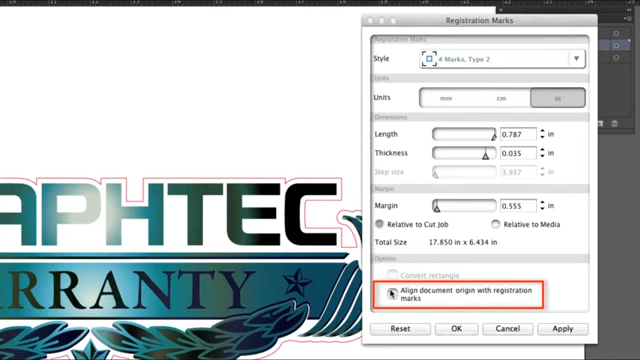 Registration Marks
Registration Marks
Style
4 Marks, Type 2
Units
Units
mm
cm
in
Dimensions
Length
0.787
in
Thickness
0.035
in
Step size
1.937
in
Margin
Margin
0.555
in
Relative to Cut Job
Relative to Media
Total Size
17.850 in x 6.434 in
Options
Convert rectangle
Align document origin with registration
marks
Reset
OK
Cancel
Apply
APHTEC
ARRANTY